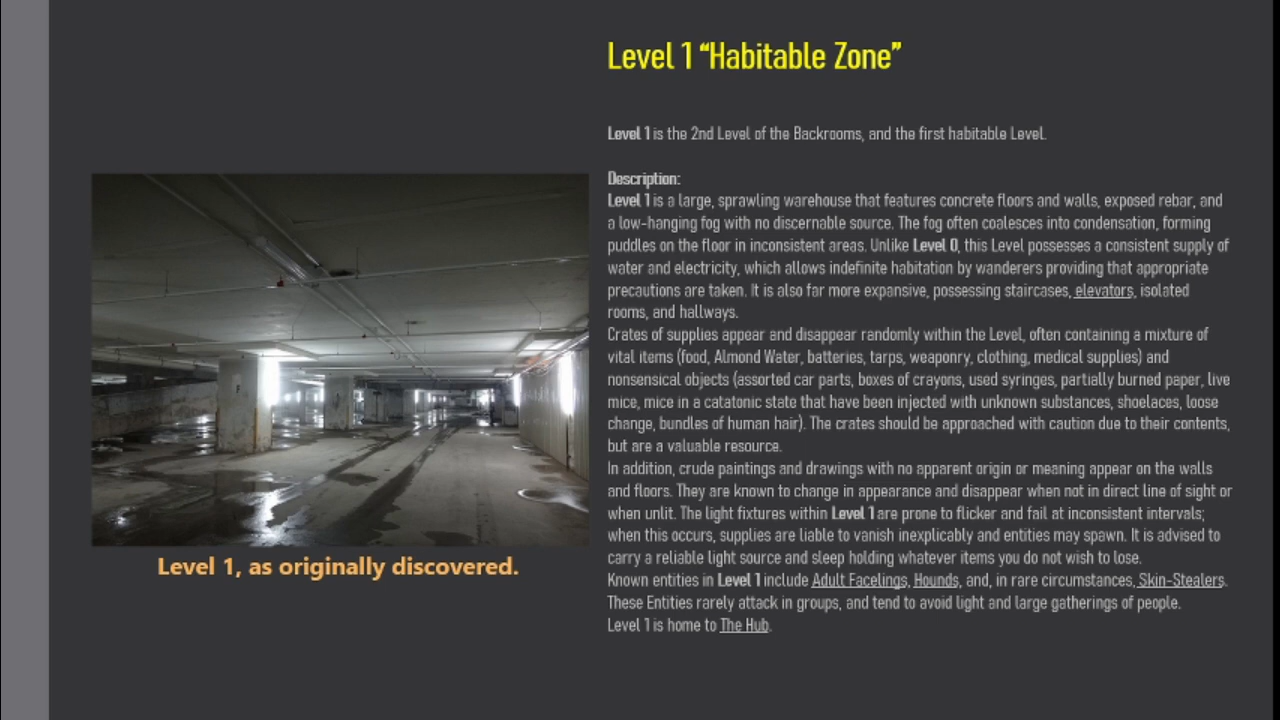 Level 1 “Habitable Zone”
Level 1 is the 2nd Level of the Backrooms, and the first habitable Level.
Description:
Level 1 is a large, sprawling warehouse that features concrete floors and walls, exposed rebar, and
a low-hanging fog with no discernable source. The fog often coalesces into condensation, forming
puddles on the floor in inconsistent areas. Unlike Level 0, this Level possesses a consistent supply of
water and electricity, which allows indefinite habitation by wanderers providing that appropriate
precautions are taken. It is also far more expansive, possessing staircases, elevators, isolated
rooms, and hallways.
Crates of supplies appear and disappear randomly within the Level, often containing a mixture of
vital items (food, Almond Water, batteries, tarps, weaponry, clothing, medical supplies) and
nonsensical objects (assorted car parts, boxes of crayons, used syringes, partially burned paper, live
mice, mice in a catatonic state that have been injected with unknown substances, shoelaces, loose
change, bundles of human hair). The crates should be approached with caution due to their contents,
but are a valuable resource.
In addition, crude paintings and drawings with no apparent origin or meaning appear on the walls
and floors. They are known to change in appearance and disappear when not in direct line of sight or
when unlit. The light fixtures within Level 1 are prone to flicker and fail at inconsistent intervals;
when this occurs, supplies are liable to vanish inexplicably and entities may spawn. It is advised to
carry a reliable light source and sleep holding whatever items you do not wish to lose.
Known entities in Level 1 include Adult Facelings, Hounds, and, in rare circumstances, Skin-Stealers.
These Entities rarely attack in groups, and tend to avoid light and large gatherings of people.
Level 1 is home to The Hub.
Level 1, as originally discovered.